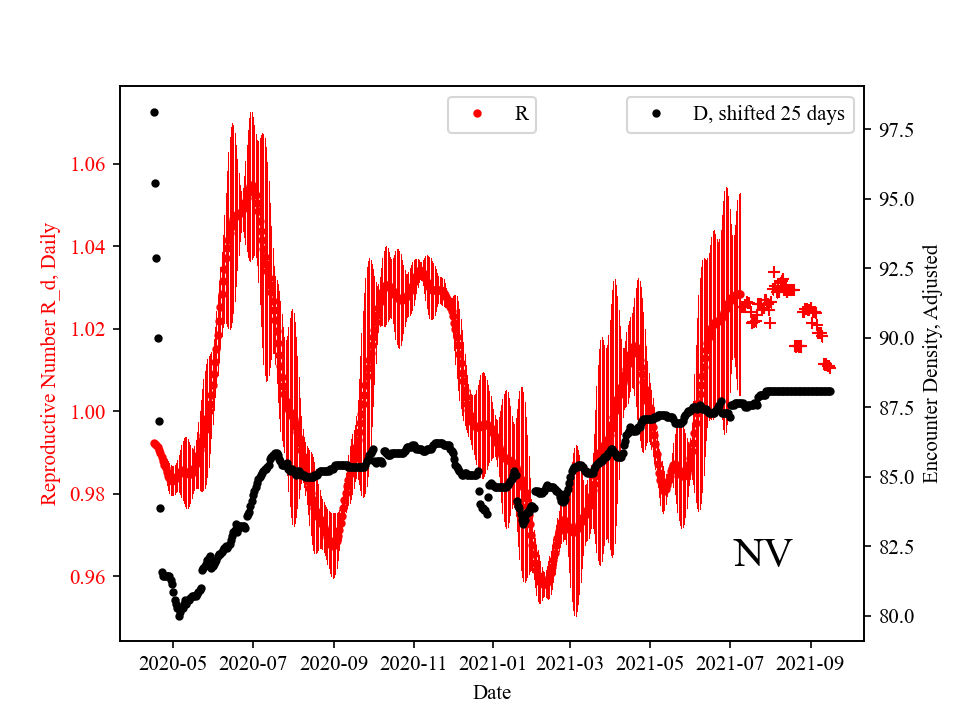 R
D, shifted 25 days
Reproductive Number R_d, Daily
1.06
1.04
1.02
1.00
0.98
0.96
97.5
95.0
92.5
90.0
87.5
85.0
82.5
80.0
Encounter Density, Adjusted
NV
2020-05 2020-07 2020-09 2020-11 2021-01 2021-03 2021-05 2021-07 2021-09
Date